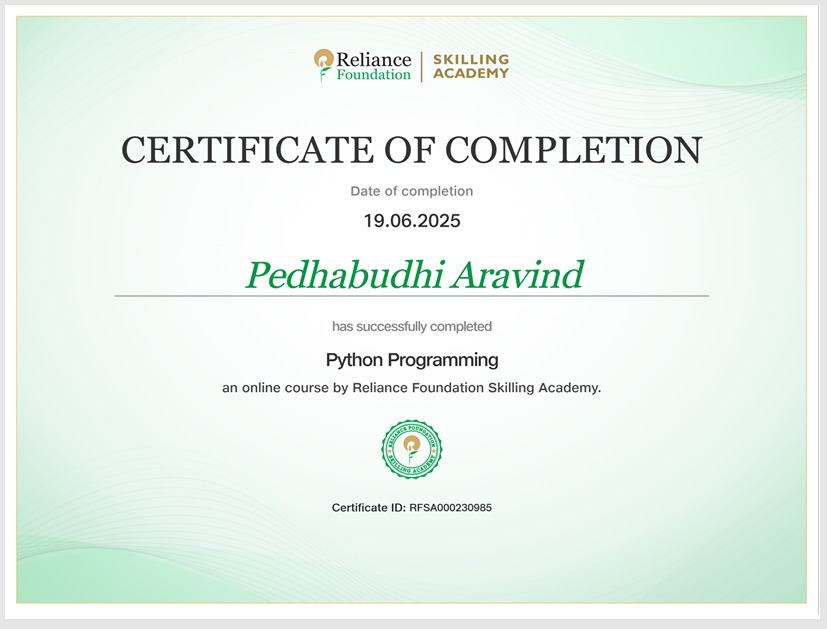 Reliance
Foundation
SKILLING
ACADEMY
CERTIFICATE OF COMPLETION
Date of completion
19.06.2025
Pedhabudhi Aravind
has successfully completed
Python Programming
an online course by Reliance Foundation Skilling Academy.
RELIANCE FOUNDATION
SKILLING ACADEMY
Certificate ID: RFSA000230985